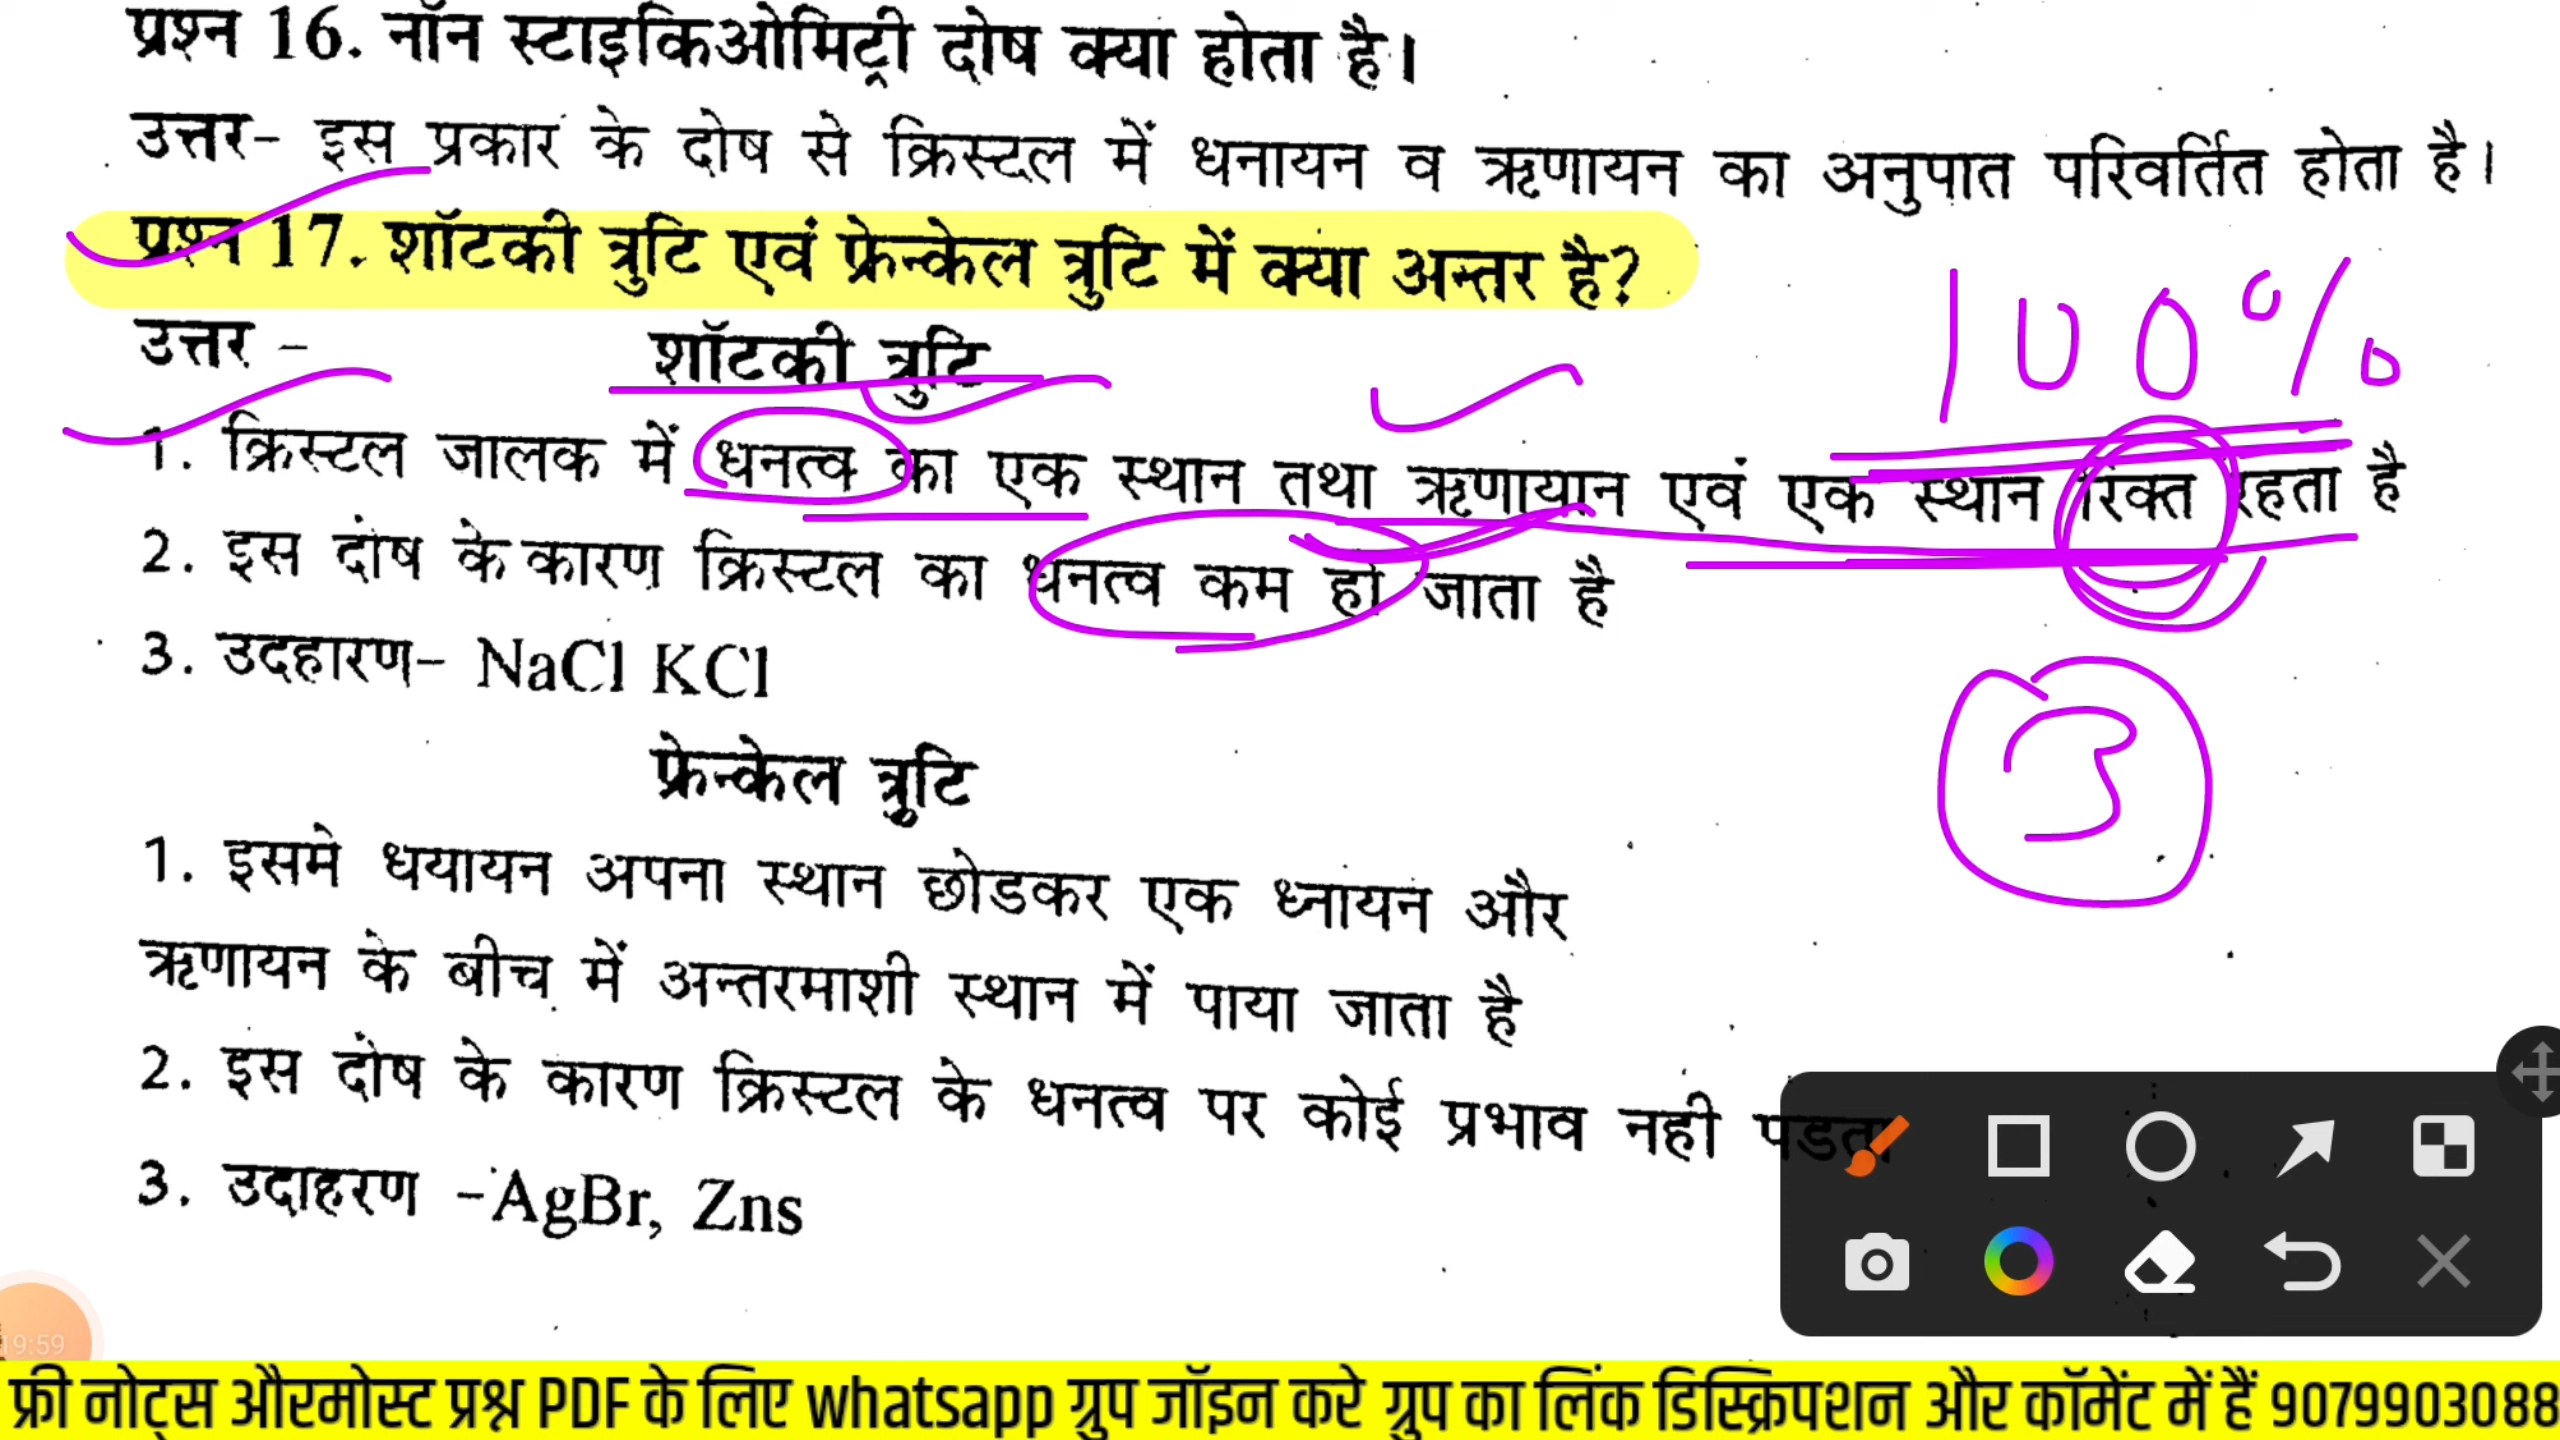 प्रश्न 16. नॉन स्टाइकिओमिट्री दोष क्या होता है।
उत्तर- इस प्रकार के दोष से क्रिस्टल में धनायन व ऋणायन का अनुपात परिवर्तित होता है।
प्रश्न 17. शॉटकी त्रुटि एवं फ्रेन्केल त्रुटि में क्या अन्तर है?
100%
उत्तर - शॉटकी त्रुटि
1. क्रिस्टल जालक में धनत्व का एक स्थान तथा ऋणायान एवं एक स्थान रिक्त रहता है
2. इस दोष के कारण क्रिस्टल का धनत्व कम हो जाता है
3. उदहारण- NaCl KCl
3
फ्रेन्केल त्रुटि
1. इसमे धयायन अपना स्थान छोडकर एक ध्नायन और
ऋणायन के बीच में अन्तरमाशी स्थान में पाया जाता है
2. इस दोष के कारण क्रिस्टल के धनत्व पर कोई प्रभाव नही पडता
3. उदाहरण -AgBr, Zns
19:59
फ्री नोट्स औरमोस्ट प्रश्न PDF के लिए whatsapp ग्रुप जॉइन करे ग्रुप का लिंक डिस्क्रिपशन और कॉमेंट में हैं 9079903088